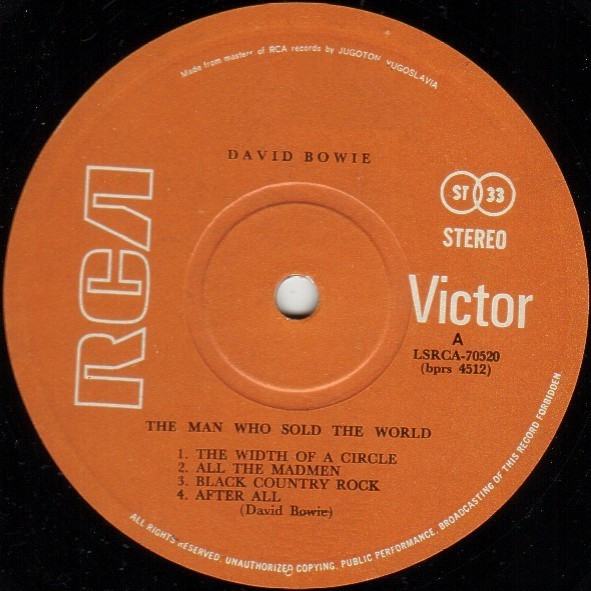 Made from masters of RCA records by JUGOTON, YUGOSLAVIA
DAVID BOWIE
RCA
ST 33
STEREO
Victor
A
LSRCA-70520
(bprs 4512)
THE MAN WHO SOLD THE WORLD
1. THE WIDTH OF A CIRCLE
2. ALL THE MADMEN
3. BLACK COUNTRY ROCK
4. AFTER ALL
(David Bowie)
ALL RIGHTS RESERVED. UNAUTHORIZED COPYING, PUBLIC PERFORMANCE, BROADCASTING OF THIS RECORD FORBIDDEN.